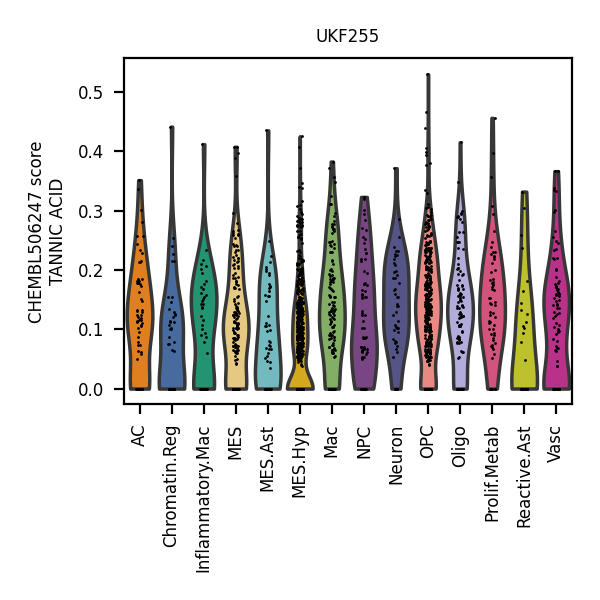 UKF255
CHEMBL506247 score
TANNIC ACID
0.5
0.4
0.3
0.2
0.1
0.0
AC
Chromatin.Reg
Inflammatory.Mac
MES
MES.Ast
MES.Hyp
Mac
NPC
Neuron
OPC
Oligo
Prolif.Metab
Reactive.Ast
Vasc